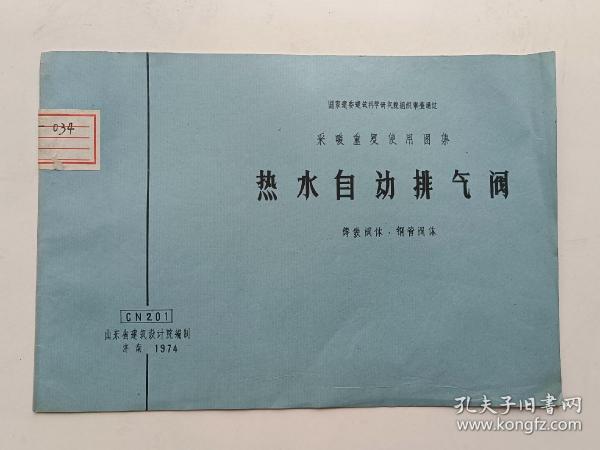 国家建委建筑科学研究院组织审查通过
采暖重复使用图集
热水自动排气阀
铸铁阀体·钢管阀体
034
CN201
山东省建筑设计院编制
济南 1974
孔夫子旧书网
www.kongfz.com